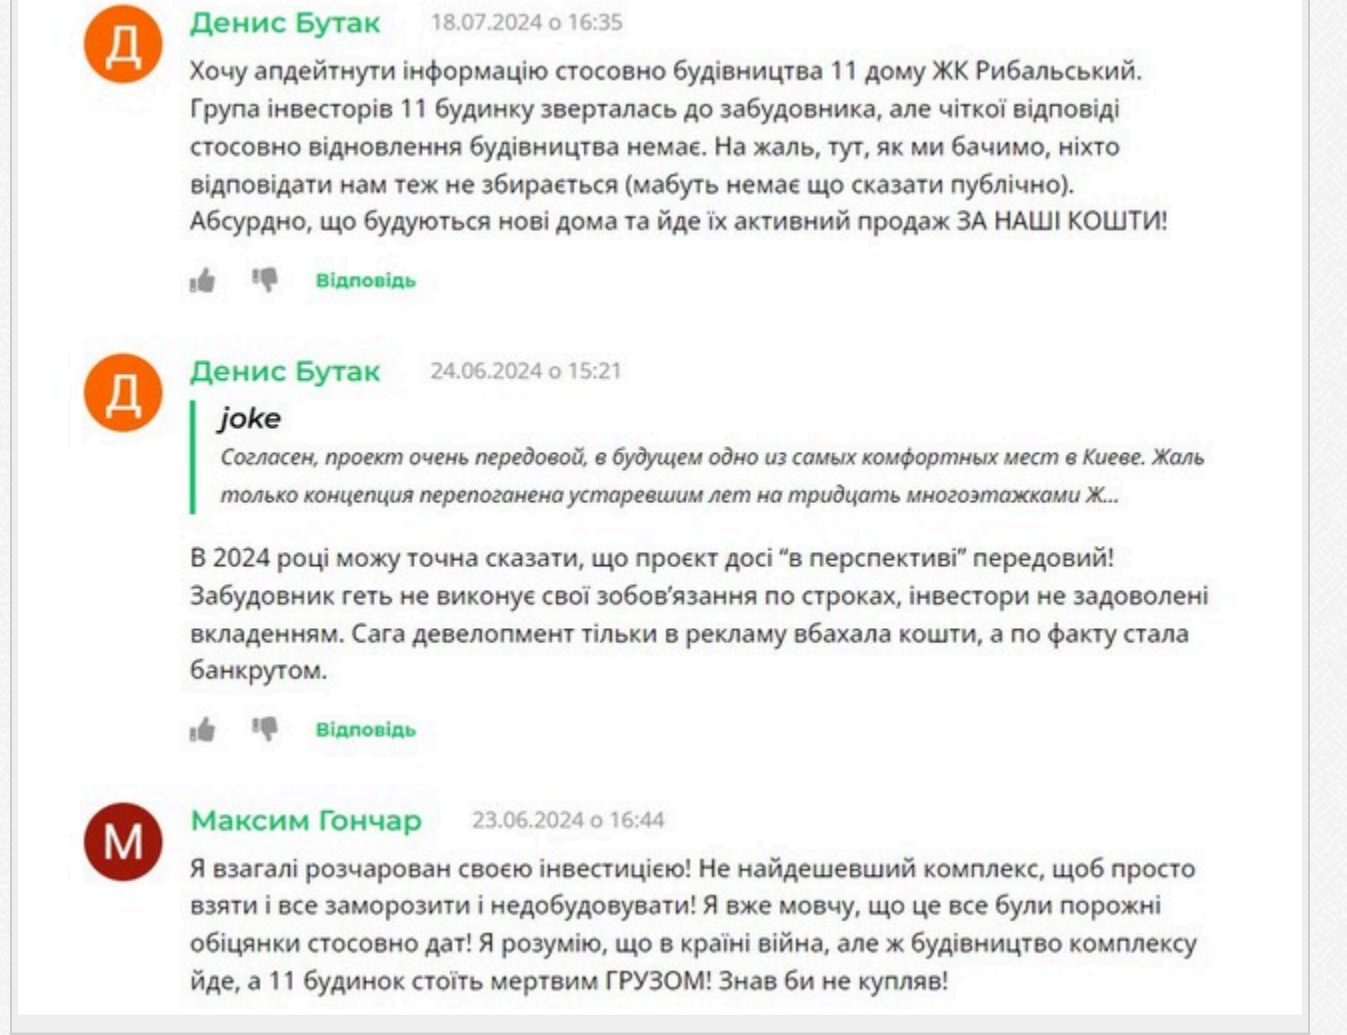 Д
Денис Бутак 18.07.2024 о 16:35
Хочу апдейтнути інформацію стосовно будівництва 11 дому ЖК Рибальський.
Група інвесторів 11 будинку зверталась до забудовника, але чіткої відповіді
стосовно відновлення будівництва немає. На жаль, тут, як ми бачимо, ніхто
відповідати нам теж не збирається (мабуть немає що сказати публічно).
Абсурдно, що будуються нові дома та йде їх активний продаж ЗА НАШІ КОШТИ!
Відповідь
Д
Денис Бутак 24.06.2024 о 15:21
joke
Согласен, проект очень передовой, в будущем одно из самых комфортных мест в Киеве. Жаль
только концепция перепоганена устаревшим лет на тридцать многоэтажками Ж...
В 2024 році можу точна сказати, що проєкт досі “в перспективі” передовий!
Забудовник геть не виконує свої зобов’язання по строках, інвестори не задоволені
вкладенням. Сага девелопмент тільки в рекламу вбахала кошти, а по факту стала
банкрутом.
Відповідь
М
Максим Гончар 23.06.2024 о 16:44
Я взагалі розчарован своєю інвестицією! Не найдешевший комплекс, щоб просто
взяти і все заморозити і недобудовувати! Я вже мовчу, що це все були порожні
обіцянки стосовно дат! Я розумію, що в країні війна, але ж будівництво комплексу
йде, а 11 будинок стоїть мертвим ГРУЗОМ! Знав би не купляв!